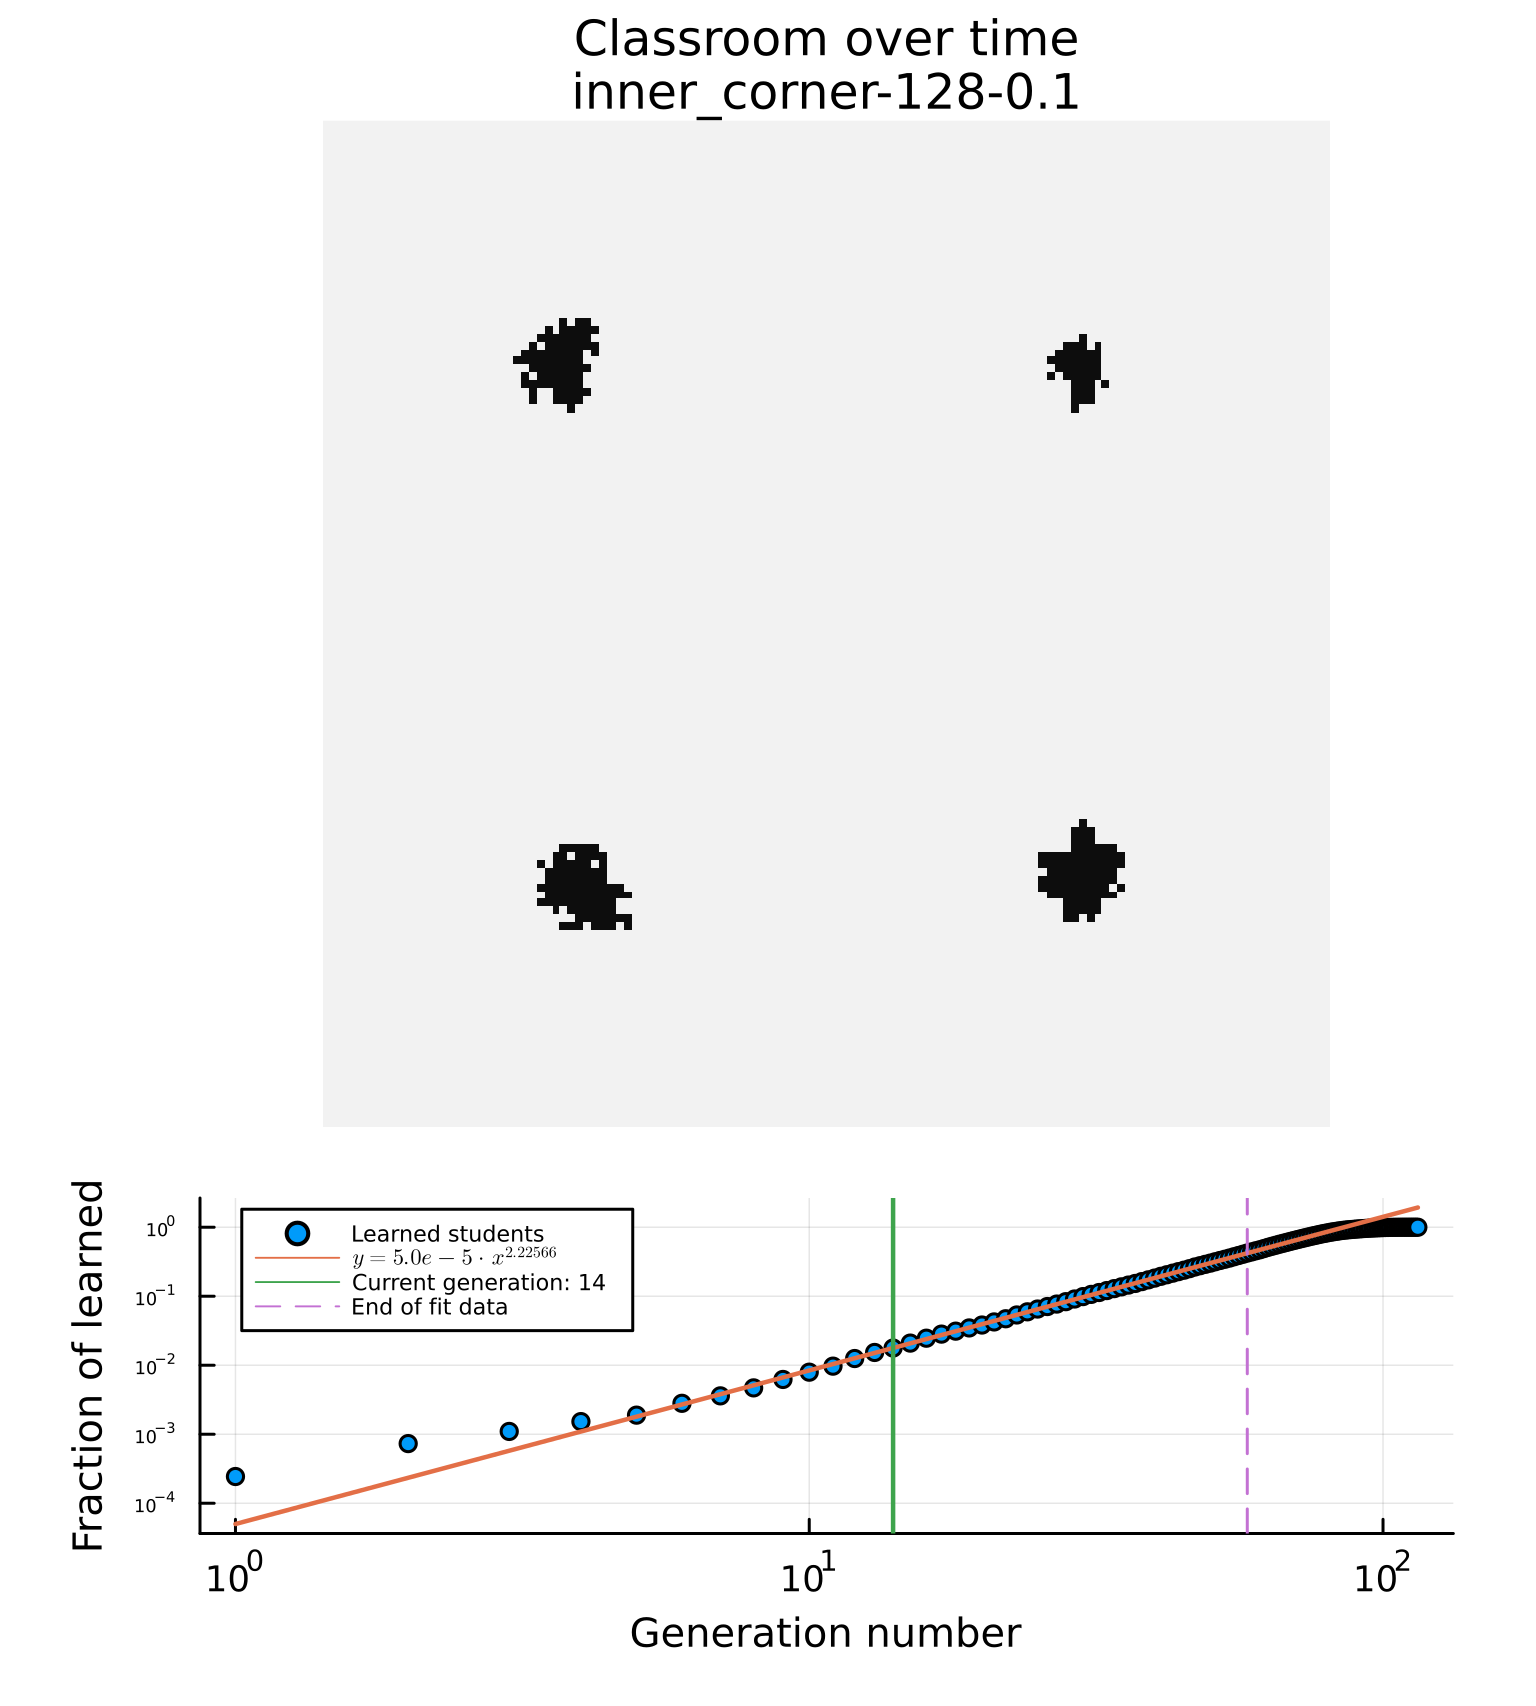 Classroom over time
inner_corner-128-0.1
Fraction of learned
10^0
10^-1
10^-2
10^-3
10^-4
Learned students
y = 5.0e − 5 · x^2.22566
Current generation: 14
End of fit data
10^0 10^1 10^2
Generation number